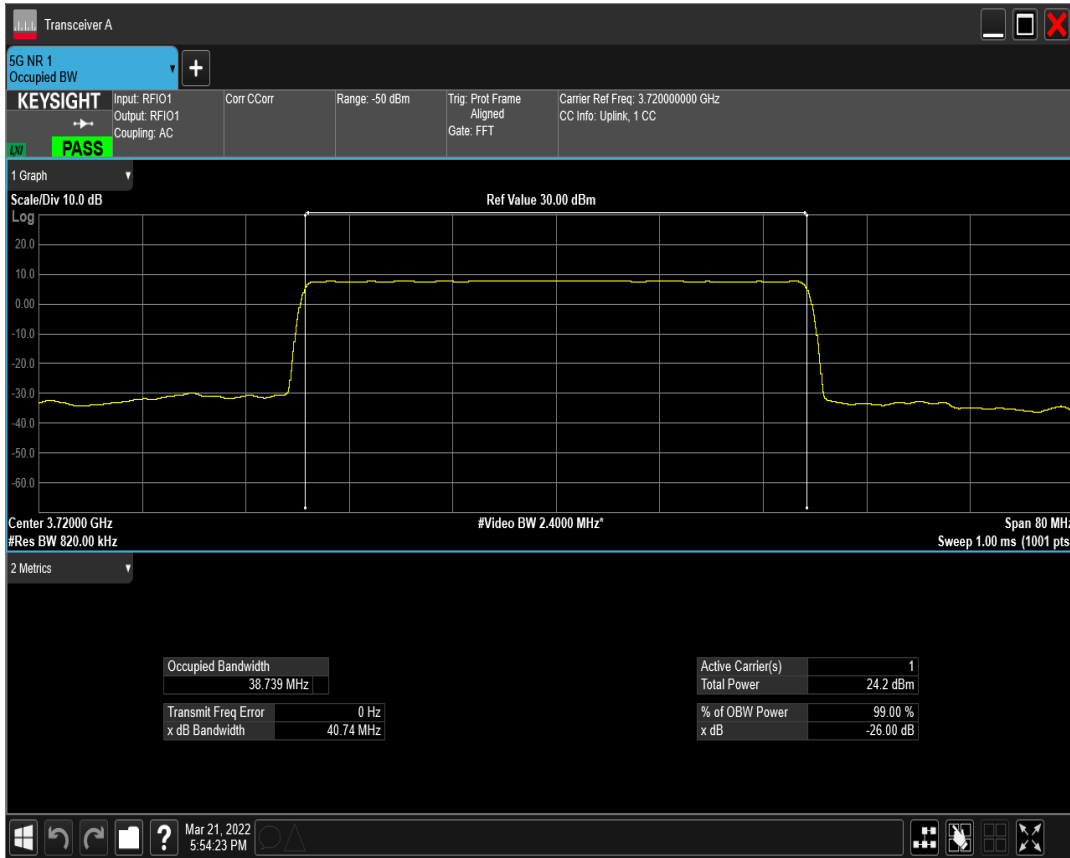 Transceiver A
5G NR 1
Occupied BW
KEYSIGHT
LXI
PASS
Input: RFIO1
Output: RFIO1
Coupling: AC
Corr CCorr
Range: -50 dBm
Trig: Prot Frame
Aligned
Gate: FFT
Carrier Ref Freq: 3.720000000 GHz
CC Info: Uplink, 1 CC
1 Graph
Scale/Div 10.0 dB
Ref Value 30.00 dBm
Log
20.0
10.0
0.00
-10.0
-20.0
-30.0
-40.0
-50.0
-60.0
Center 3.72000 GHz
#Video BW 2.4000 MHz*
Span 80 MHz
#Res BW 820.00 kHz
Sweep 1.00 ms (1001 pts
2 Metrics
Occupied Bandwidth
38.739 MHz
Transmit Freq Error 0 Hz
x dB Bandwidth 40.74 MHz
Active Carrier(s) 1
Total Power 24.2 dBm
% of OBW Power 99.00 %
x dB -26.00 dB
?
Mar 21, 2022
5:54:23 PM